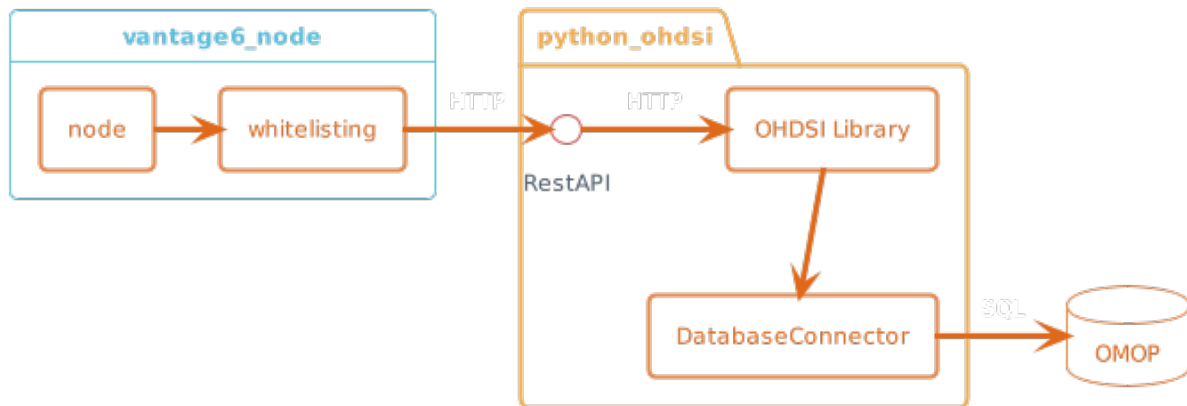 vantage6_node
python_ohdsi
node
whitelisting
HTTP
HTTP
OHDSI Library
RestAPI
DatabaseConnector
SQL
OMOP